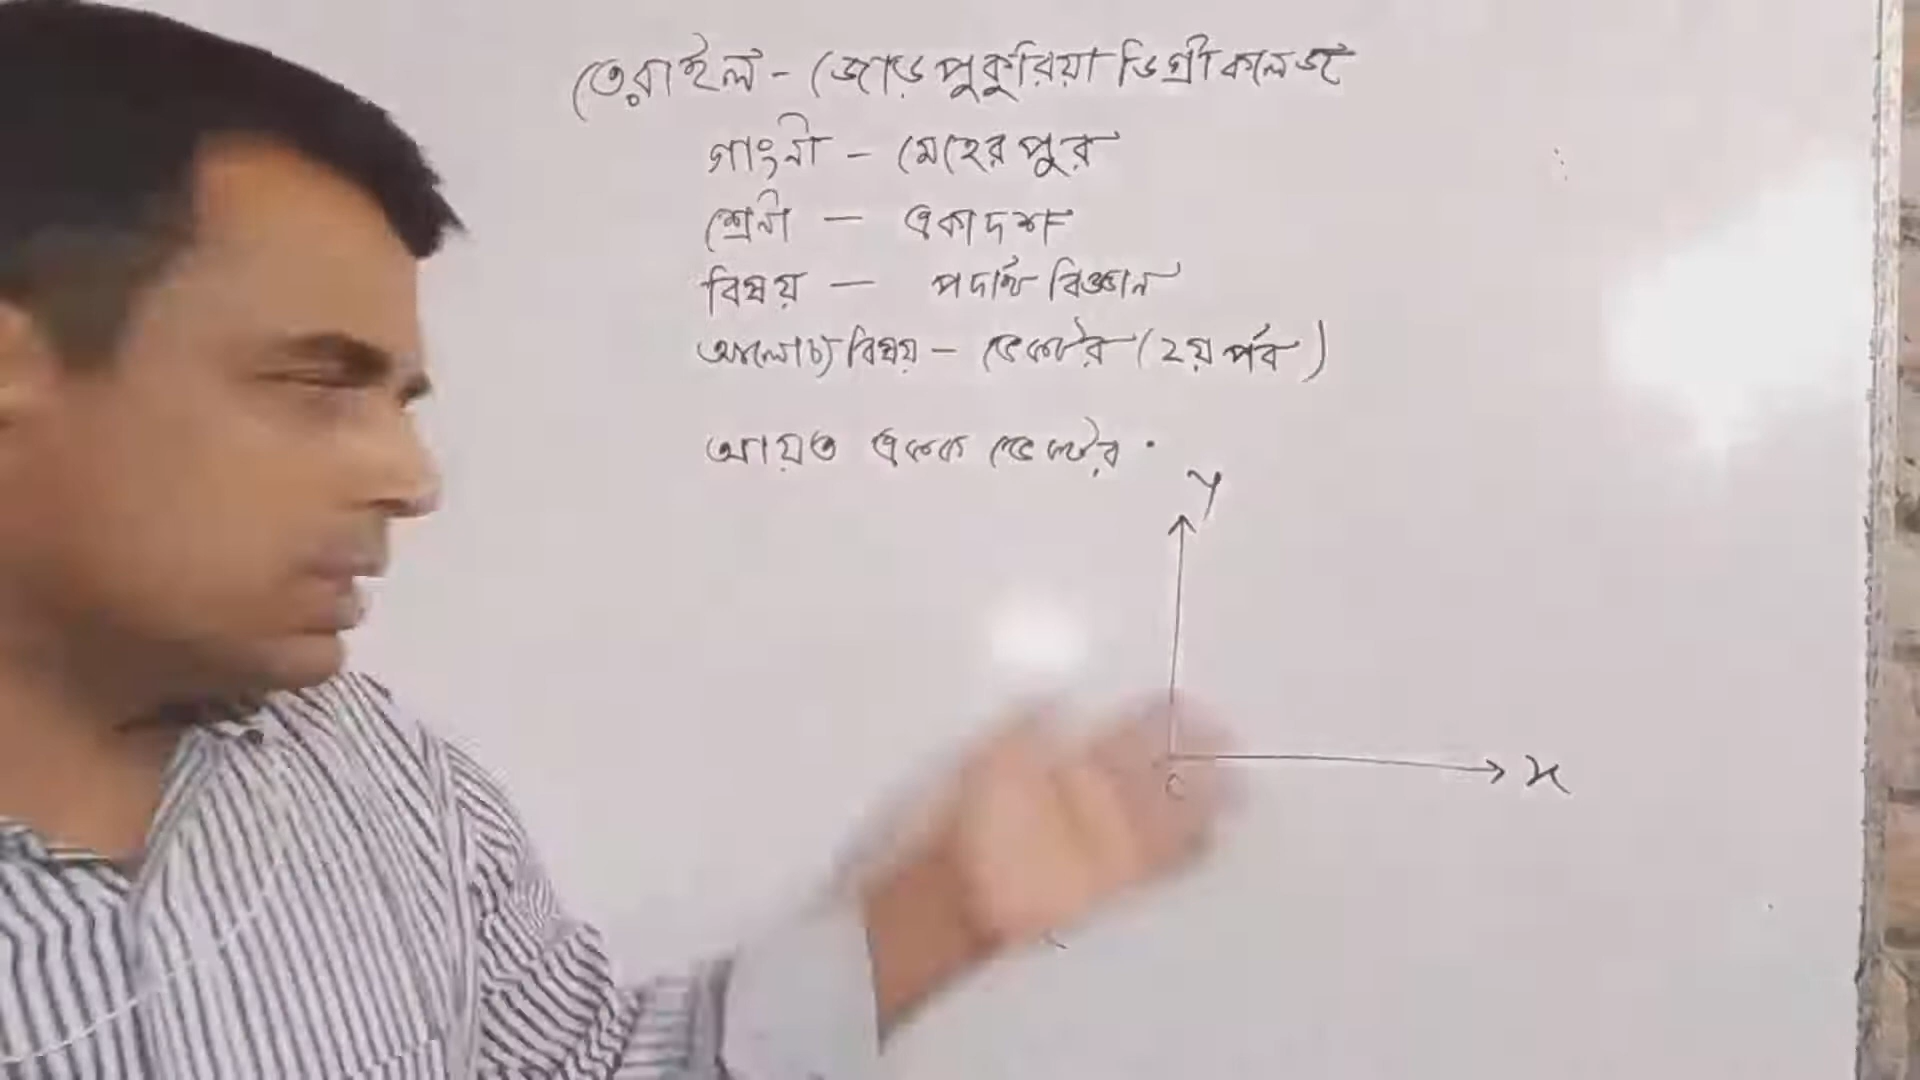 তেরাইল - জোড়পুকুরিয়া ডিগ্রী কলেজ
গাংনী - মেহেরপুর
শ্রেনী — একাদশ
বিষয় — পদার্থ বিজ্ঞান
আলোচ্য বিষয় - ভেক্টর (২য় পর্ব)
আয়ত একক ভেক্টর
y
x